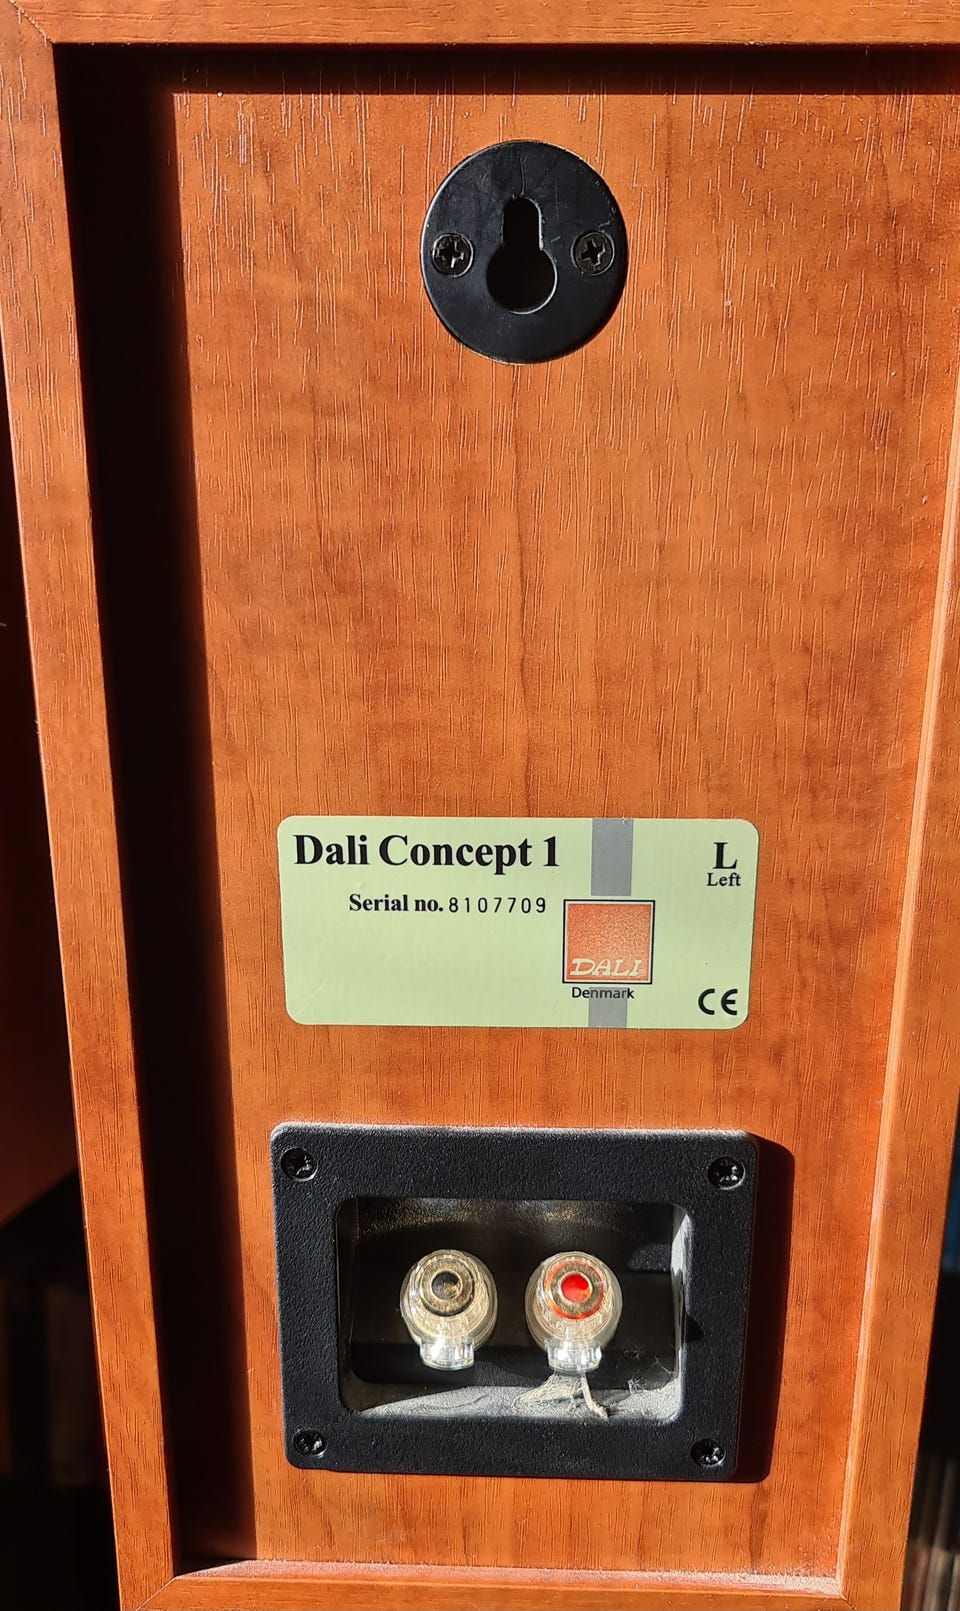 Dali Concept 1
L
Left
Serial no. 8107709
DALI
Denmark
CE